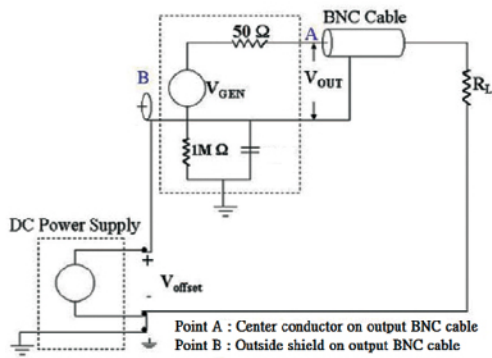 BNC Cable
50 Ω
A
B
V_GEN
V_OUT
R_L
1M Ω
DC Power Supply
+
V_offset
-
Point A : Center conductor on output BNC cable
Point B : Outside shield on output BNC cable